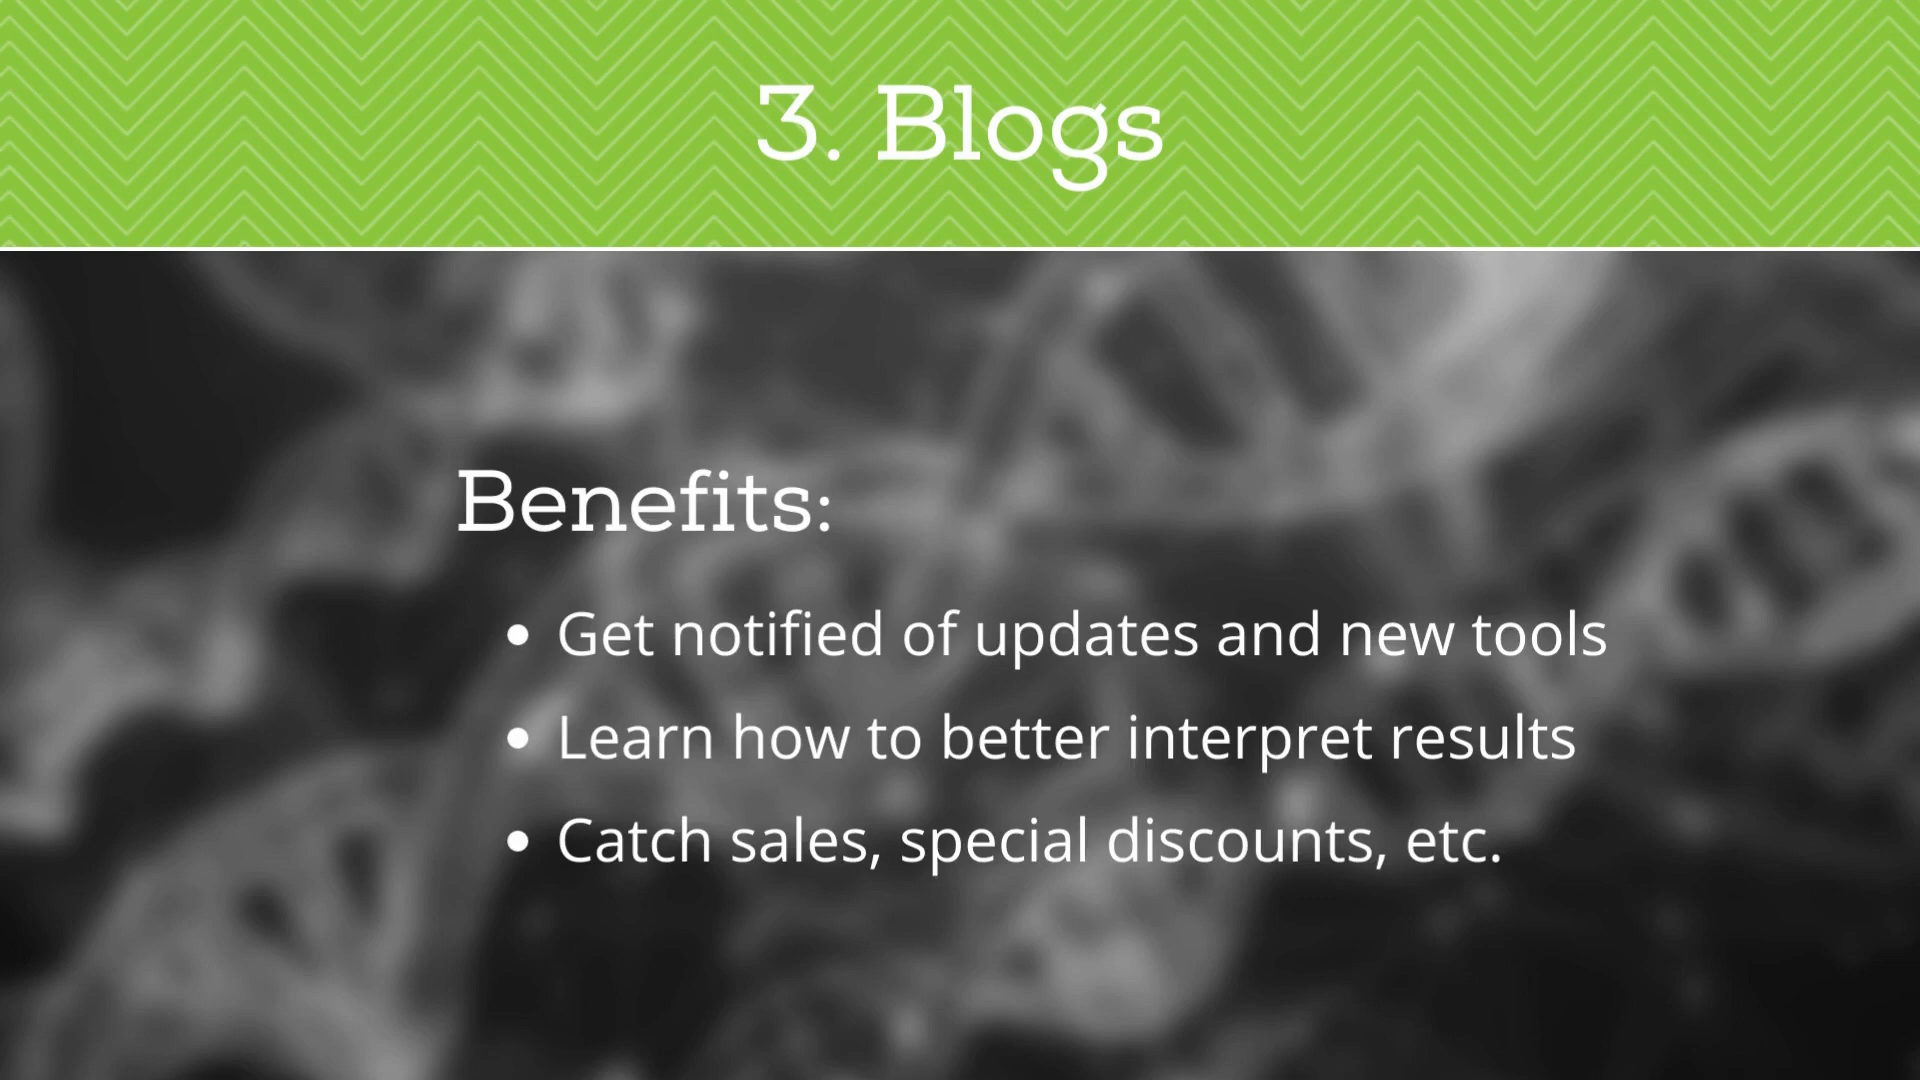 3. Blogs
Benefits:
• Get notified of updates and new tools
• Learn how to better interpret results
• Catch sales, special discounts, etc.